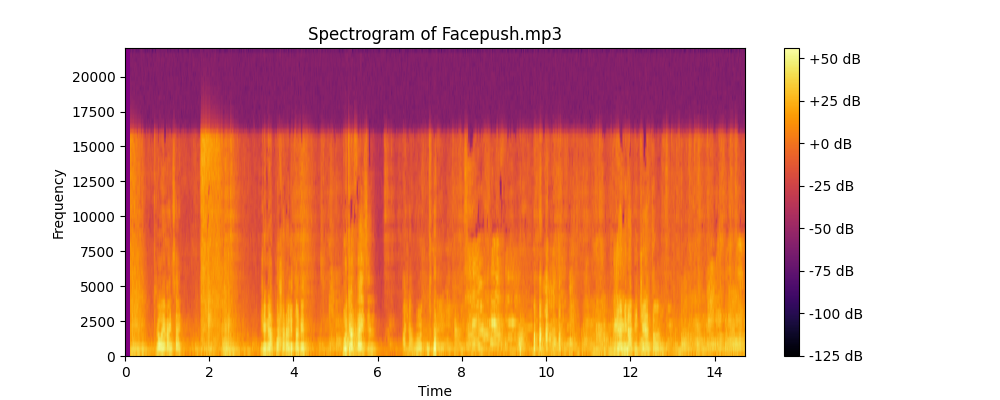 Spectrogram of Facepush.mp3
Frequency
20000
17500
15000
12500
10000
7500
5000
2500
0
0 2 4 6 8 10 12 14
Time
+50 dB
+25 dB
+0 dB
-25 dB
-50 dB
-75 dB
-100 dB
-125 dB